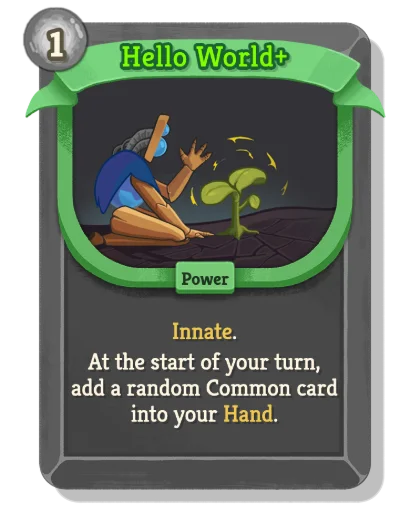 1
Hello World+
Power
Innate.
At the start of your turn,
add a random Common card
into your Hand.